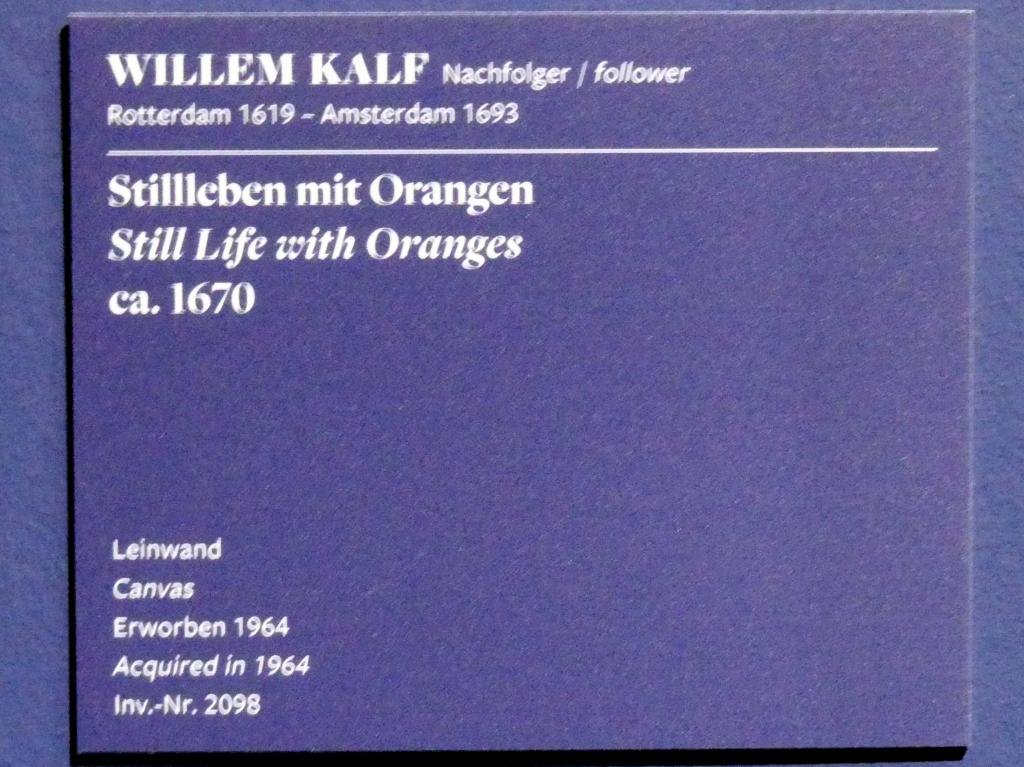 WILLEM KALF Nachfolger / follower
Rotterdam 1619 – Amsterdam 1693
Stillleben mit Orangen
Still Life with Oranges
ca. 1670
Leinwand
Canvas
Erworben 1964
Acquired in 1964
Inv.-Nr. 2098